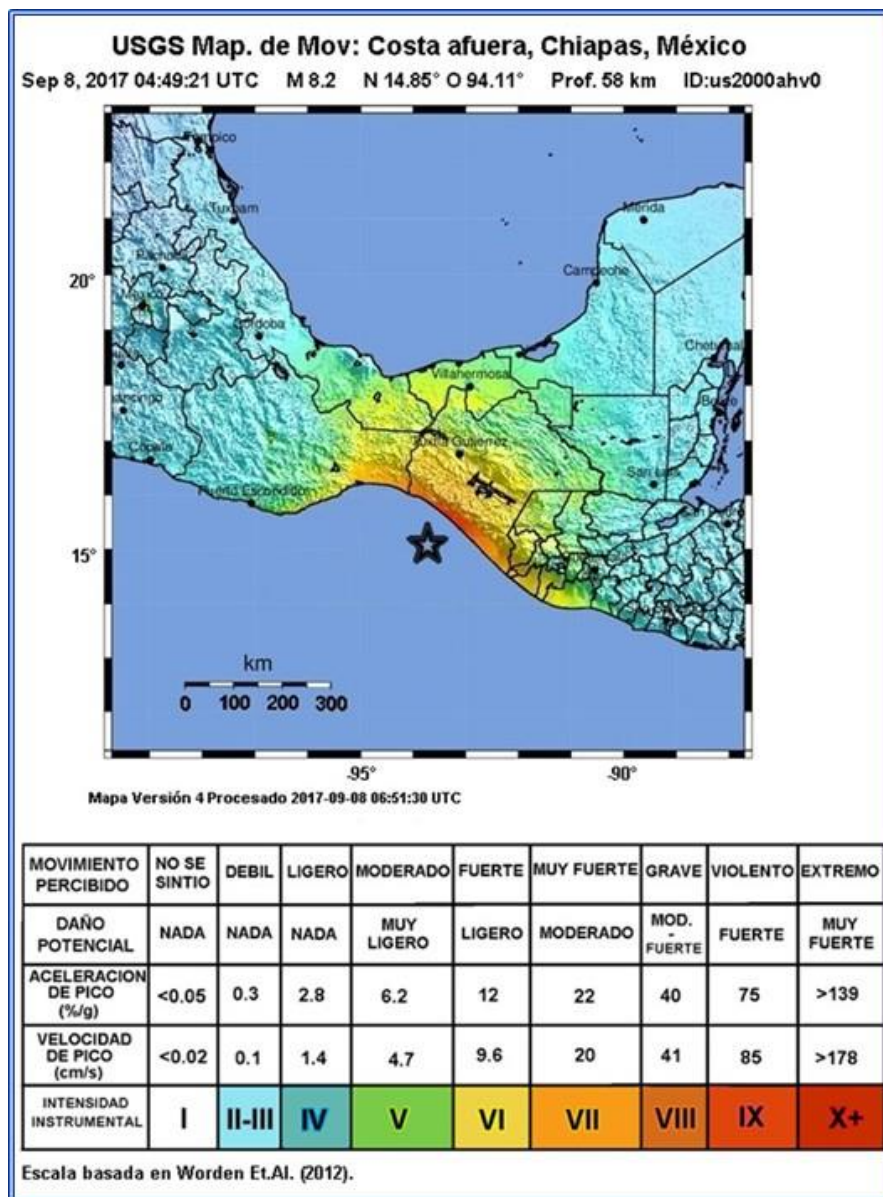 USGS Map. de Mov: Costa afuera, Chiapas, México
Sep 8, 2017 04:49:21 UTC M 8.2 N 14.85° O 94.11° Prof. 58 km ID:us2000ahv0
Tuxpam
Mérida
20°
Campeche
Córdoba
Villahermosa
Tuxtla Gutierrez
San Luis
Puerto Escondido
15°
km
0 100 200 300
-95° -90°
Mapa Versión 4 Procesado 2017-09-08 06:51:30 UTC
MOVIMIENTO PERCIBIDO NO SE SINTIO DEBIL LIGERO MODERADO FUERTE MUY FUERTE GRAVE VIOLENTO EXTREMO
DAÑO POTENCIAL NADA NADA NADA MUY LIGERO LIGERO MODERADO MOD. - FUERTE FUERTE MUY FUERTE
ACELERACION DE PICO (%/g) <0.05 0.3 2.8 6.2 12 22 40 75 >139
VELOCIDAD DE PICO (cm/s) <0.02 0.1 1.4 4.7 9.6 20 41 85 >178
INTENSIDAD INSTRUMENTAL I II-III IV V VI VII VIII IX X+
Escala basada en Worden Et.Al. (2012).